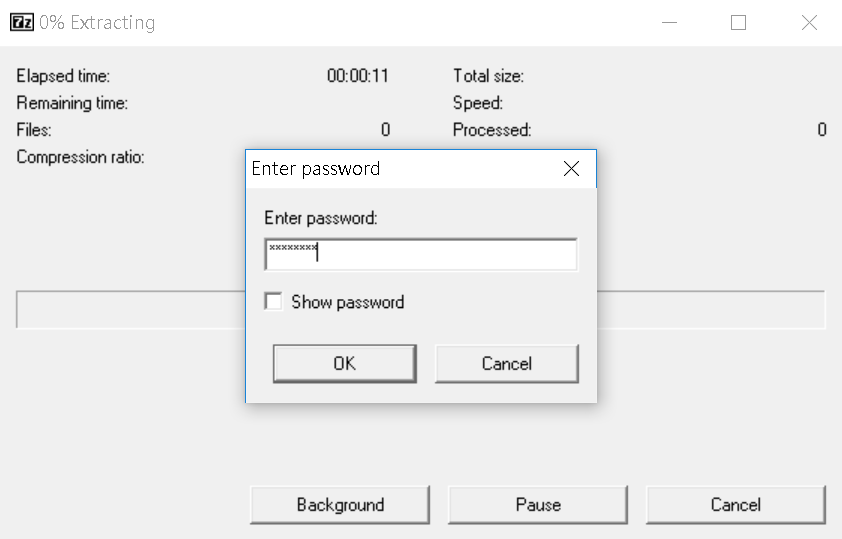 7z 0% Extracting
Elapsed time: 00:00:11 Total size:
Remaining time: Speed:
Files: 0 Processed: 0
Compression ratio:
Enter password
Enter password:
********
Show password
OK Cancel
Background Pause Cancel